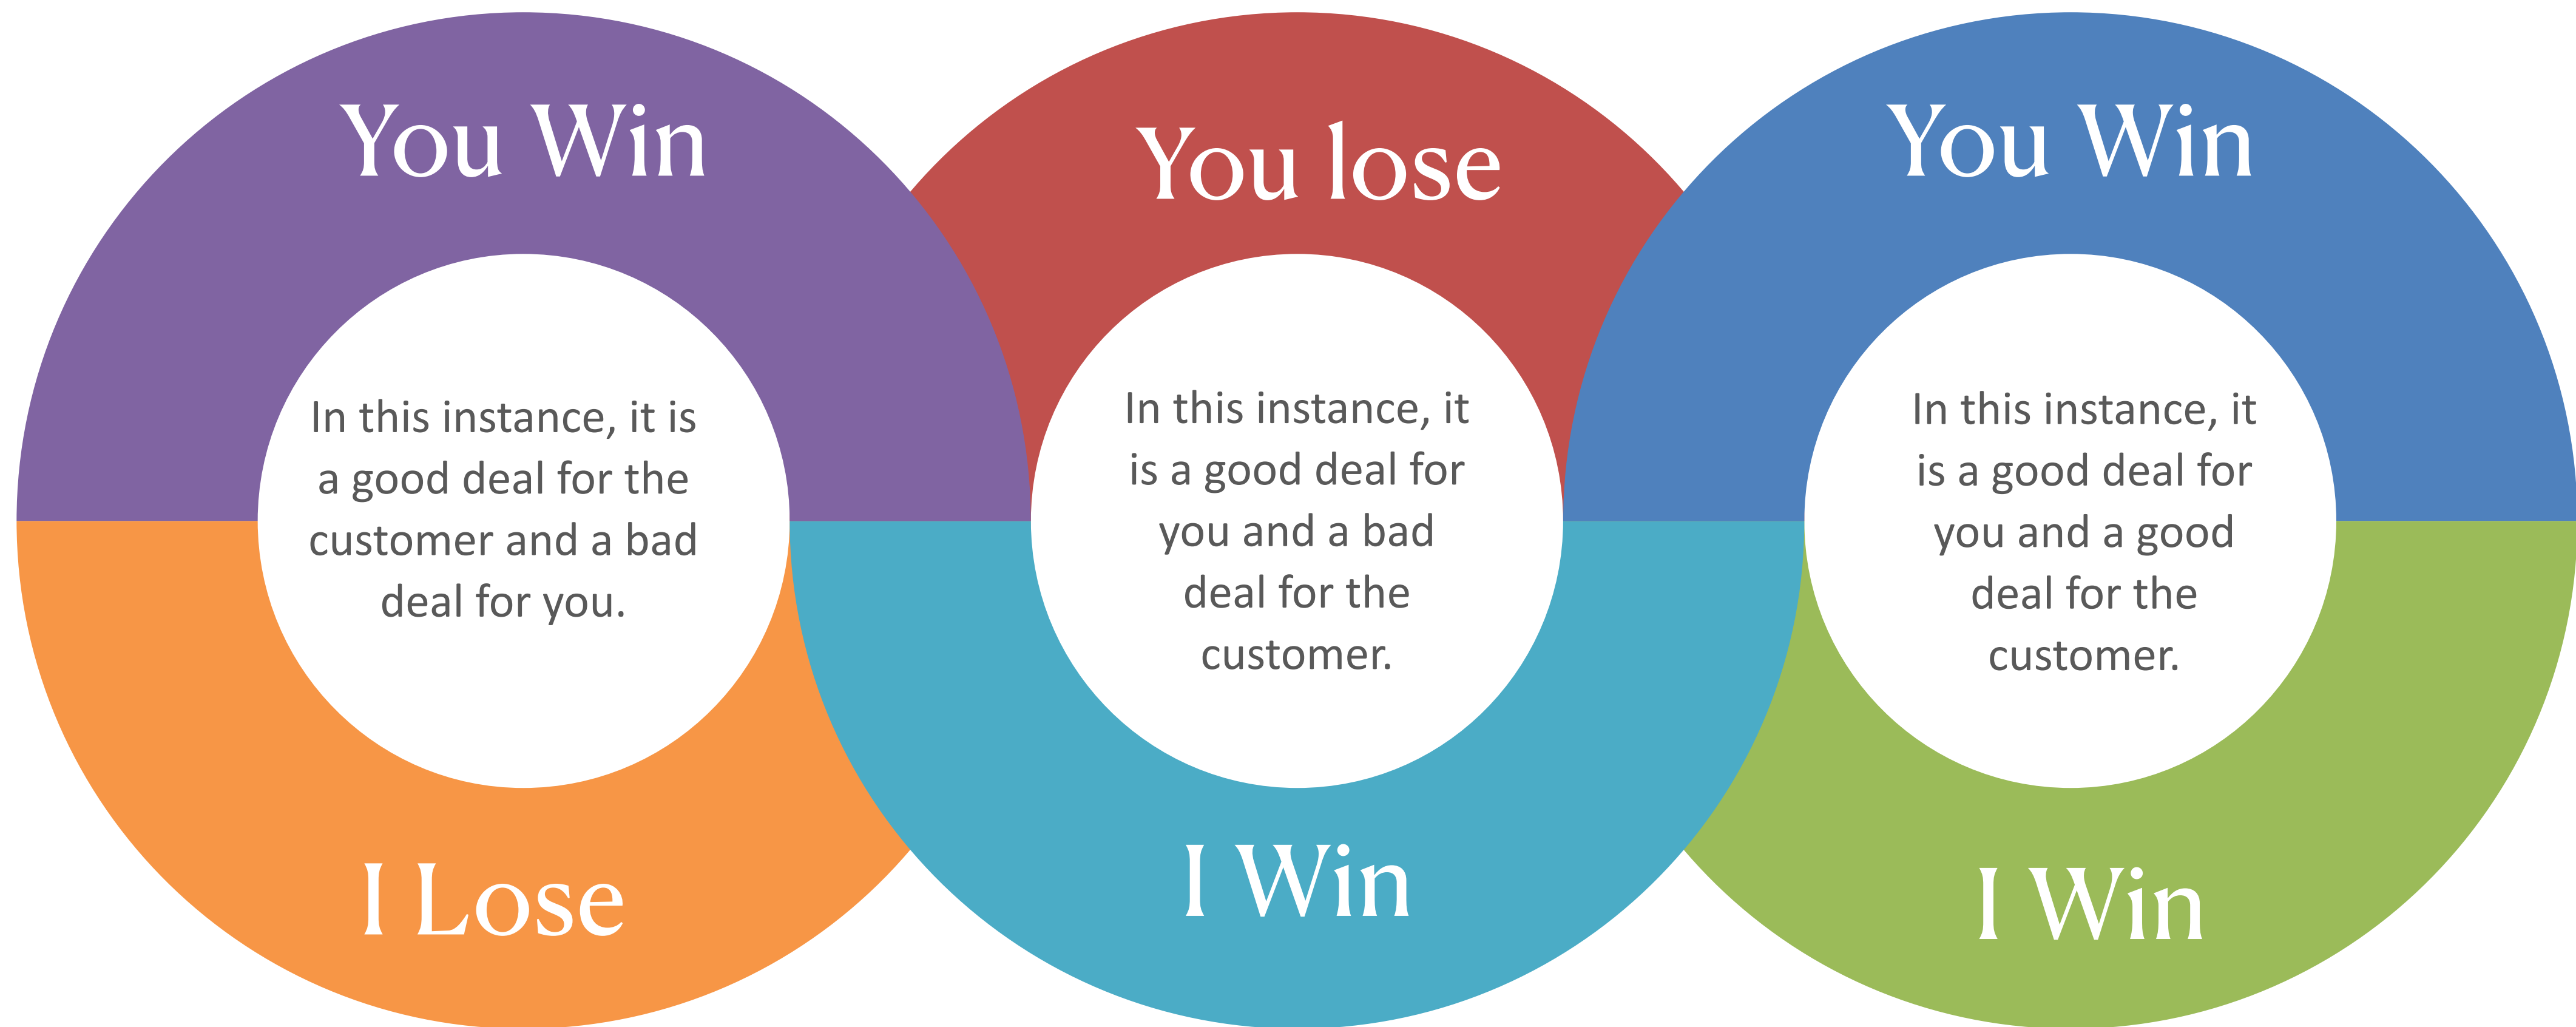 You Win
In this instance, it is
a good deal for the
customer and a bad
deal for you.
I Lose
You lose
In this instance, it
is a good deal for
you and a bad
deal for the
customer.
I Win
You Win
In this instance, it
is a good deal for
you and a good
deal for the
customer.
I Win